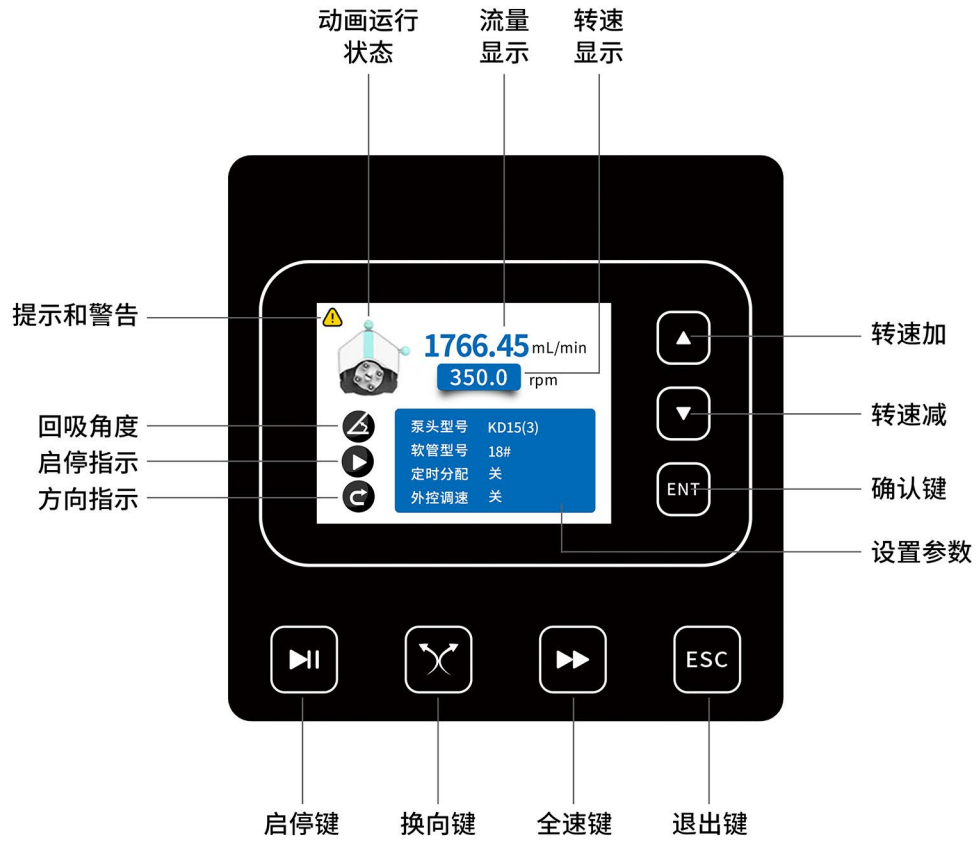 动画运行
状态
流量
显示
转速
显示
提示和警告
1766.45 mL/min
350.0 rpm
转速加
回吸角度
启停指示
方向指示
泵头型号 KD15(3)
软管型号 18#
定时分配 关
外控调速 关
转速减
ENT
确认键
设置参数
ESC
启停键
换向键
全速键
退出键